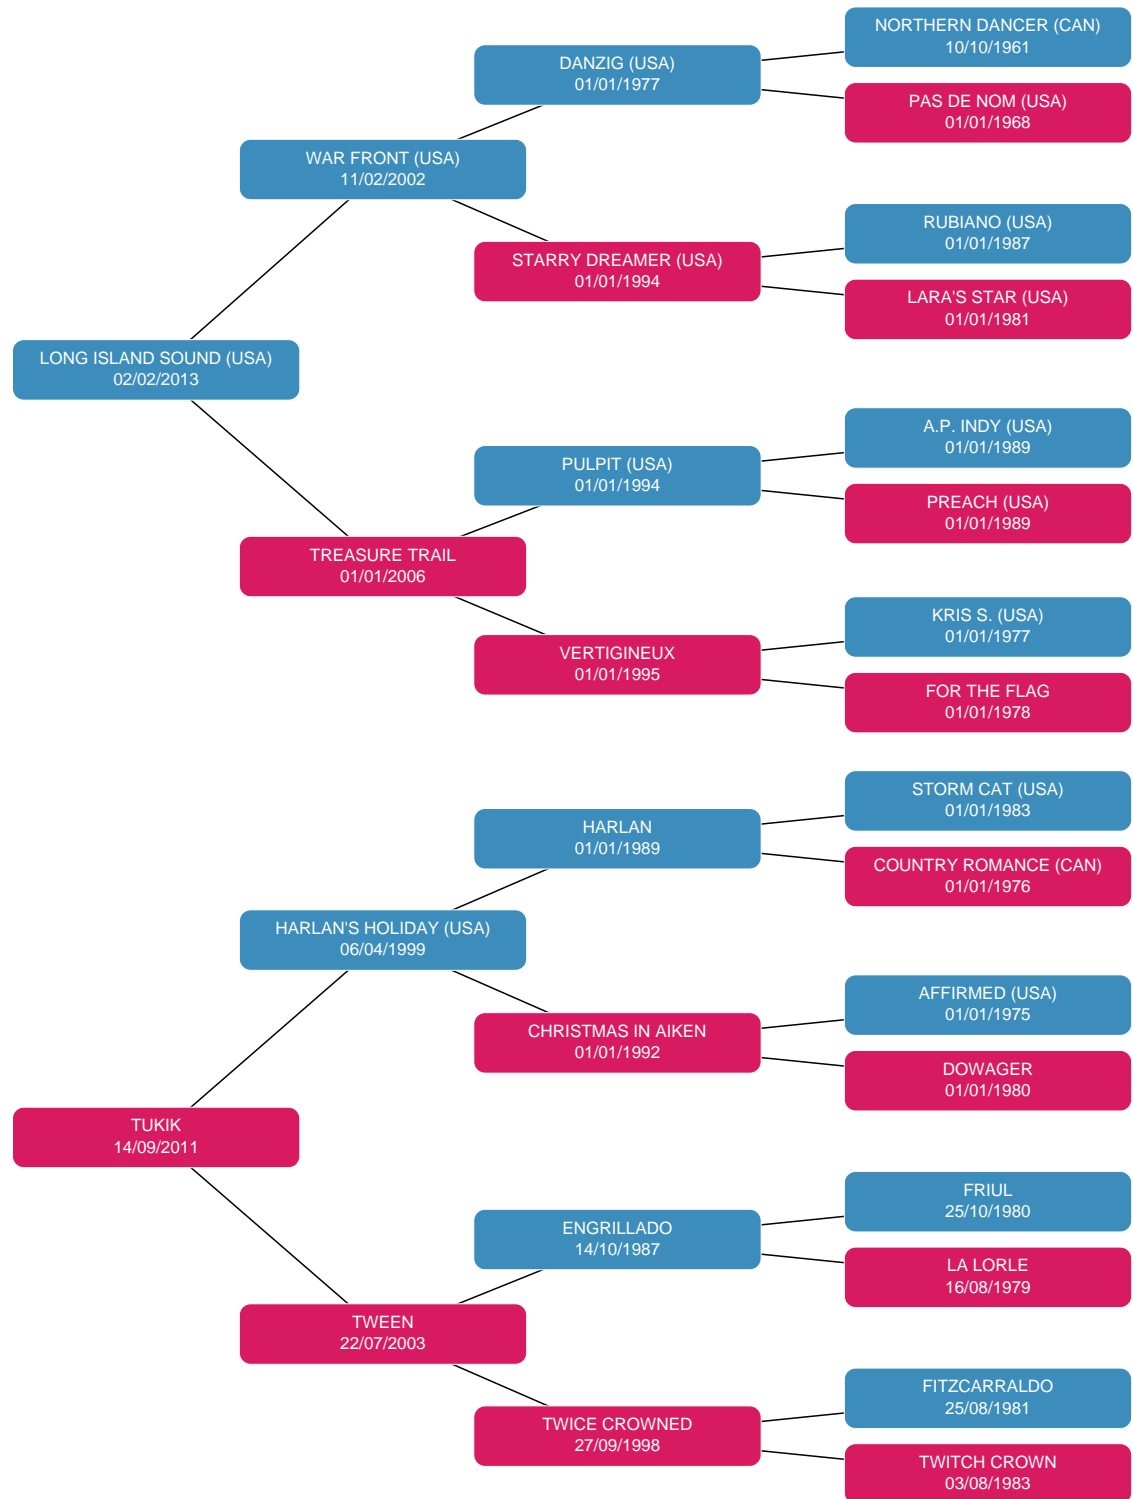 NORTHERN DANCER (CAN)
10/10/1961
DANZIG (USA)
01/01/1977
PAS DE NOM (USA)
01/01/1968
WAR FRONT (USA)
11/02/2002
RUBIANO (USA)
01/01/1987
STARRY DREAMER (USA)
01/01/1994
LARA'S STAR (USA)
01/01/1981
LONG ISLAND SOUND (USA)
02/02/2013
A.P. INDY (USA)
01/01/1989
PULPIT (USA)
01/01/1994
PREACH (USA)
01/01/1989
TREASURE TRAIL
01/01/2006
KRIS S. (USA)
01/01/1977
VERTIGINEUX
01/01/1995
FOR THE FLAG
01/01/1978
STORM CAT (USA)
01/01/1983
HARLAN
01/01/1989
COUNTRY ROMANCE (CAN)
01/01/1976
HARLAN'S HOLIDAY (USA)
06/04/1999
AFFIRMED (USA)
01/01/1975
CHRISTMAS IN AIKEN
01/01/1992
DOWAGER
01/01/1980
TUKIK
14/09/2011
FRIUL
25/10/1980
ENGRILLADO
14/10/1987
LA LORLE
16/08/1979
TWEEN
22/07/2003
FITZCARRALDO
25/08/1981
TWICE CROWNED
27/09/1998
TWITCH CROWN
03/08/1983